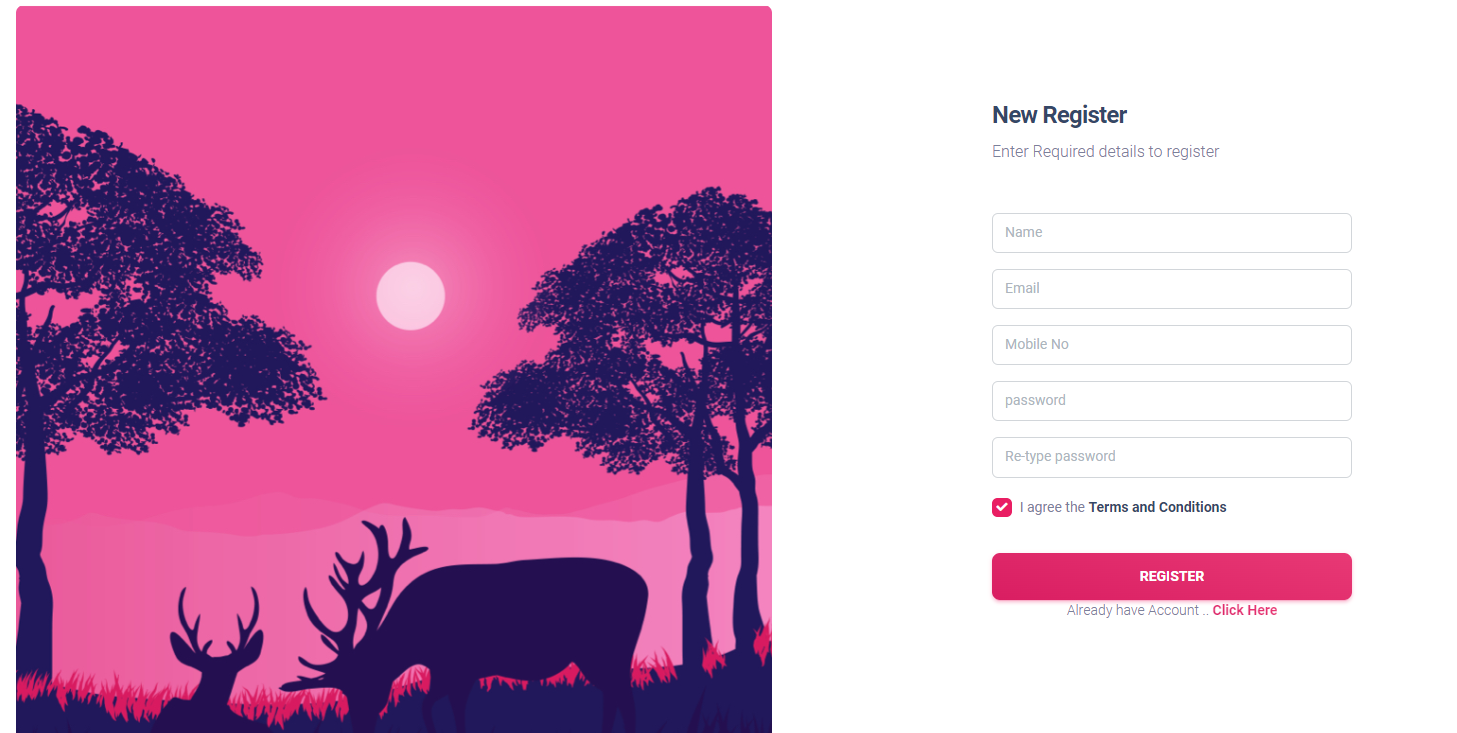 New Register
Enter Required details to register
Name
Email
Mobile No
password
Re-type password
I agree the Terms and Conditions
REGISTER
Already have Account .. Click Here